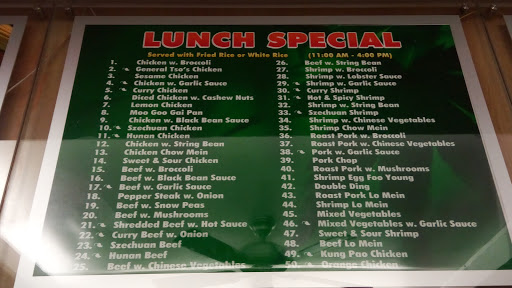 LUNCH SPECIAL
Served with Fried Rice or White Rice (11:00 AM - 4:00 PM)
1. Chicken w. Broccoli
2. General Tso's Chicken
3. Sesame Chicken
4. Chicken w. Garlic Sauce
5. Curry Chicken
6. Diced Chicken w. Cashew Nuts
7. Lemon Chicken
8. Moo Goo Gai Pan
9. Chicken w. Black Bean Sauce
10. Szechuan Chicken
11. Hunan Chicken
12. Chicken w. String Bean
13. Chicken Chow Mein
14. Sweet & Sour Chicken
15. Beef w. Broccoli
16. Beef w. Black Bean Sauce
17. Beef w. Garlic Sauce
18. Pepper Steak w. Onion
19. Beef w. Snow Peas
20. Beef w. Mushrooms
21. Shredded Beef w. Hot Sauce
22. Curry Beef w. Onion
23. Szechuan Beef
24. Hunan Beef
25. Beef w. Chinese Vegetables
26. Beef w. String Bean
27. Shrimp w. Broccoli
28. Shrimp w. Lobster Sauce
29. Shrimp w. Garlic Sauce
30. Curry Shrimp
31. Hot & Spicy Shrimp
32. Shrimp w. String Bean
33. Szechuan Shrimp
34. Shrimp w. Chinese Vegetables
35. Shrimp Chow Mein
36. Roast Pork w. Broccoli
37. Roast Pork w. Chinese Vegetables
38. Pork w. Garlic Sauce
39. Pork Chop
40. Roast Pork w. Mushrooms
41. Shrimp Egg Foo Young
42. Double Ding
43. Roast Pork Lo Mein
44. Shrimp Lo Mein
45. Mixed Vegetables
46. Mixed Vegetables w. Garlic Sauce
47. Sweet & Sour Shrimp
48. Beef Lo Mein
49. Kung Pao Chicken
50. Orange Chicken